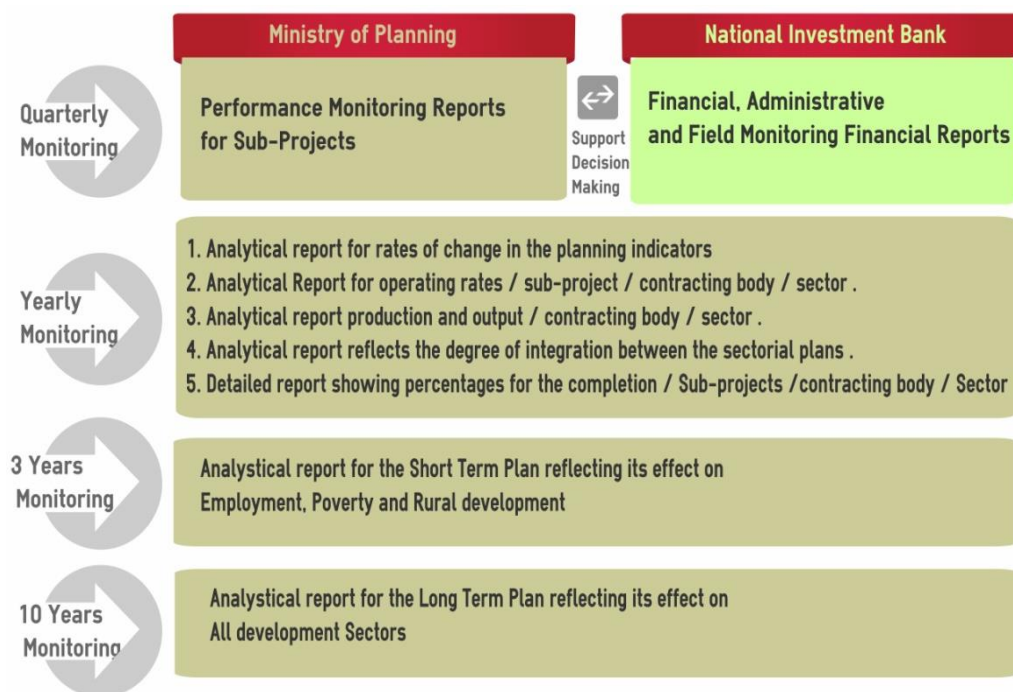 Ministry of Planning
National Investment Bank
Quarterly
Monitoring
Performance Monitoring Reports
for Sub-Projects
Support
Decision
Making
Financial, Administrative
and Field Monitoring Financial Reports
Yearly
Monitoring
1. Analytical report for rates of change in the planning indicators
2. Analytical Report for operating rates / sub-project / contracting body / sector .
3. Analytical report production and output / contracting body / sector .
4. Analytical report reflects the degree of integration between the sectorial plans .
5. Detailed report showing percentages for the completion / Sub-projects /contracting body / Sector
3 Years
Monitoring
Analystical report for the Short Term Plan reflecting its effect on
Employment, Poverty and Rural development
10 Years
Monitoring
Analystical report for the Long Term Plan reflecting its effect on
All development Sectors